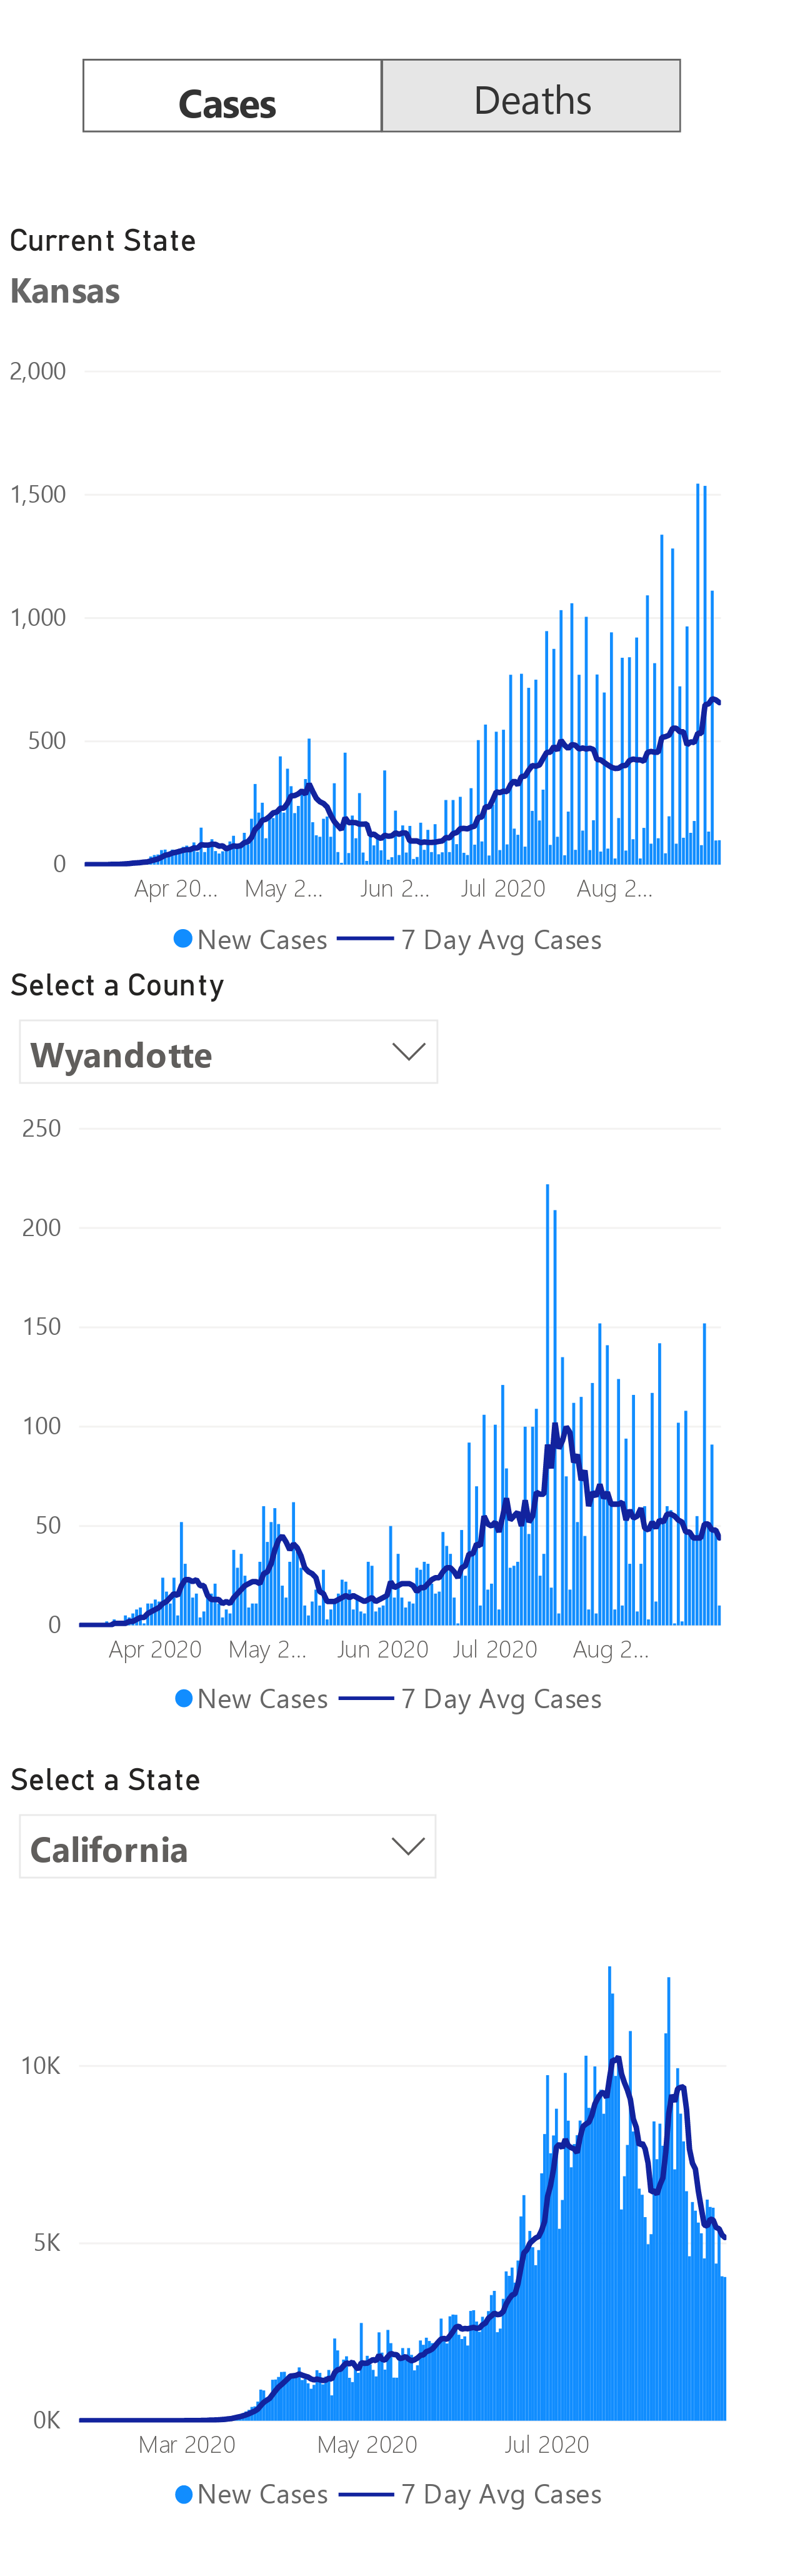 Cases Deaths
Current State
Kansas
2,000
1,500
1,000
500
0
Apr 20... May 2... Jun 2... Jul 2020 Aug 2...
New Cases 7 Day Avg Cases
Select a County
Wyandotte
250
200
150
100
50
0
Apr 2020 May 2... Jun 2020 Jul 2020 Aug 2...
New Cases 7 Day Avg Cases
Select a State
California
10K
5K
0K
Mar 2020 May 2020 Jul 2020
New Cases 7 Day Avg Cases